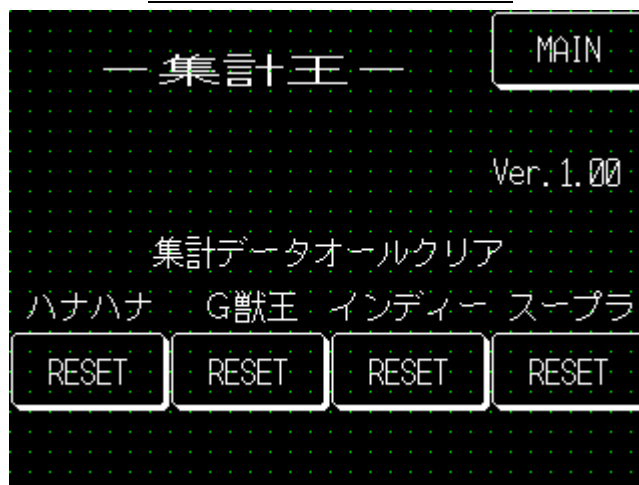 MAIN
ー集計王ー
Ver.1.00
集計データオールクリア
ハナハナ G獣王 インディー スープラ
RESET RESET RESET RESET